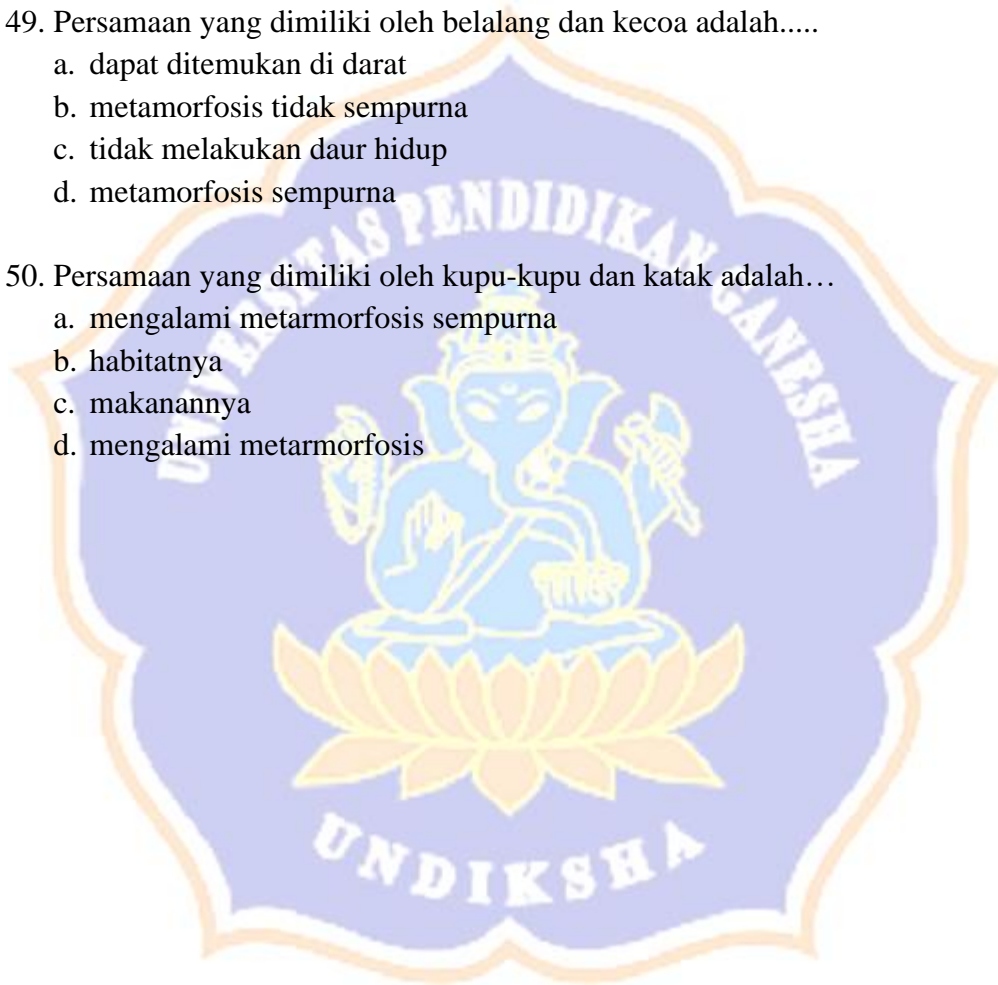 49. Persamaan yang dimiliki oleh belalang dan kecoa adalah.....
a. dapat ditemukan di darat
b. metamorfosis tidak sempurna
c. tidak melakukan daur hidup
d. metamorfosis sempurna
50. Persamaan yang dimiliki oleh kupu-kupu dan katak adalah…
a. mengalami metarmorfosis sempurna
b. habitatnya
c. makanannya
d. mengalami metarmorfosis
UNIVERSITAS PENDIDIKAN GANESHA
UNDIKSHA